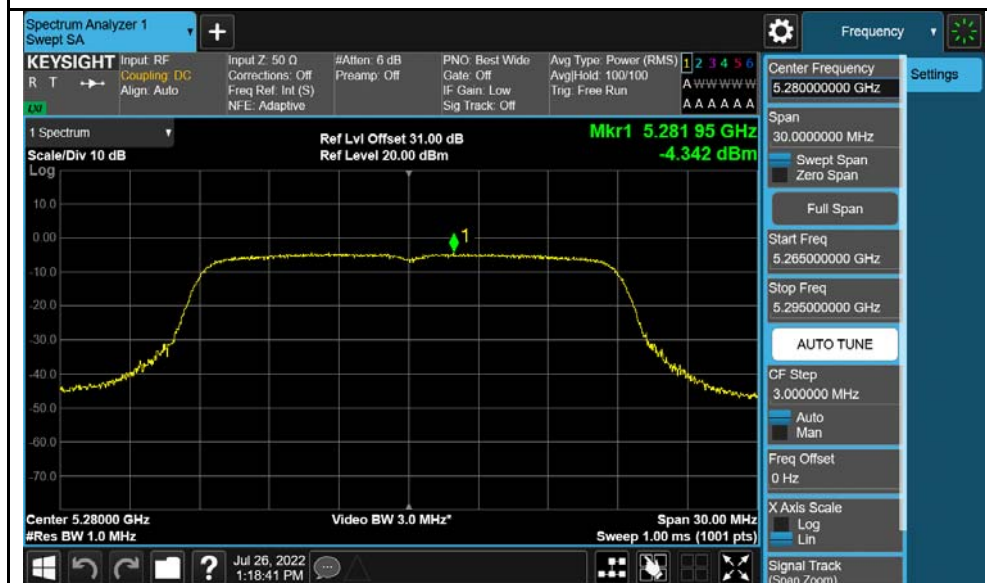 Spectrum Analyzer 1
Swept SA
+
Frequency
KEYSIGHT
R T
LXI
Input: RF
Coupling: DC
Align: Auto
Input Z: 50 Ω
Corrections: Off
Freq Ref: Int (S)
NFE: Adaptive
#Atten: 6 dB
Preamp: Off
PNO: Best Wide
Gate: Off
IF Gain: Low
Sig Track: Off
Avg Type: Power (RMS)
Avg|Hold: 100/100
Trig: Free Run
1 2 3 4 5 6
A W W W W W
A A A A A A
1 Spectrum
Scale/Div 10 dB
Log
Ref Lvl Offset 31.00 dB
Ref Level 20.00 dBm
Mkr1 5.281 95 GHz
-4.342 dBm
10.0
0.00
-10.0
-20.0
-30.0
-40.0
-50.0
-60.0
-70.0
1
Center 5.28000 GHz
#Res BW 1.0 MHz
Video BW 3.0 MHz*
Span 30.00 MHz
Sweep 1.00 ms (1001 pts)
Center Frequency
5.280000000 GHz
Span
30.0000000 MHz
Swept Span
Zero Span
Full Span
Start Freq
5.265000000 GHz
Stop Freq
5.295000000 GHz
AUTO TUNE
CF Step
3.000000 MHz
Auto
Man
Freq Offset
0 Hz
X Axis Scale
Log
Lin
Signal Track
(Span Zoom)
Settings
?
Jul 26, 2022
1:18:41 PM